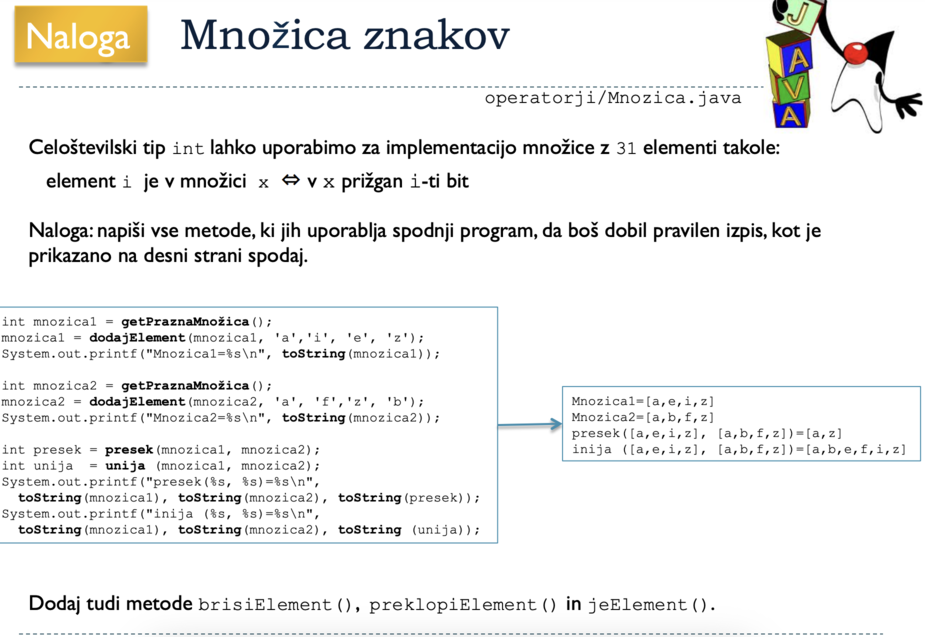 Naloga
Množica znakov
J
A
V
A
operatorji/Mnozica.java
Celoštevilski tip int lahko uporabimo za implementacijo množice z 31 elementi takole:
element i je v množici x ⇔ v x prižgan i-ti bit
Naloga: napiši vse metode, ki jih uporablja spodnji program, da boš dobil pravilen izpis, kot je
prikazano na desni strani spodaj.
int mnozica1 = getPraznaMnožica();
mnozica1 = dodajElement(mnozica1, 'a','i', 'e', 'z');
System.out.printf("Mnozica1=%s\n", toString(mnozica1));
int mnozica2 = getPraznaMnožica();
mnozica2 = dodajElement(mnozica2, 'a', 'f','z', 'b');
System.out.printf("Mnozica2=%s\n", toString(mnozica2));
int presek = presek(mnozica1, mnozica2);
int unija  = unija (mnozica1, mnozica2);
System.out.printf("presek(%s, %s)=%s\n",
  toString(mnozica1), toString(mnozica2), toString(presek));
System.out.printf("inija (%s, %s)=%s\n",
  toString(mnozica1), toString(mnozica2), toString (unija));
Mnozica1=[a,e,i,z]
Mnozica2=[a,b,f,z]
presek([a,e,i,z], [a,b,f,z])=[a,z]
inija ([a,e,i,z], [a,b,f,z])=[a,b,e,f,i,z]
Dodaj tudi metode brisiElement(), preklopiElement() in jeElement().